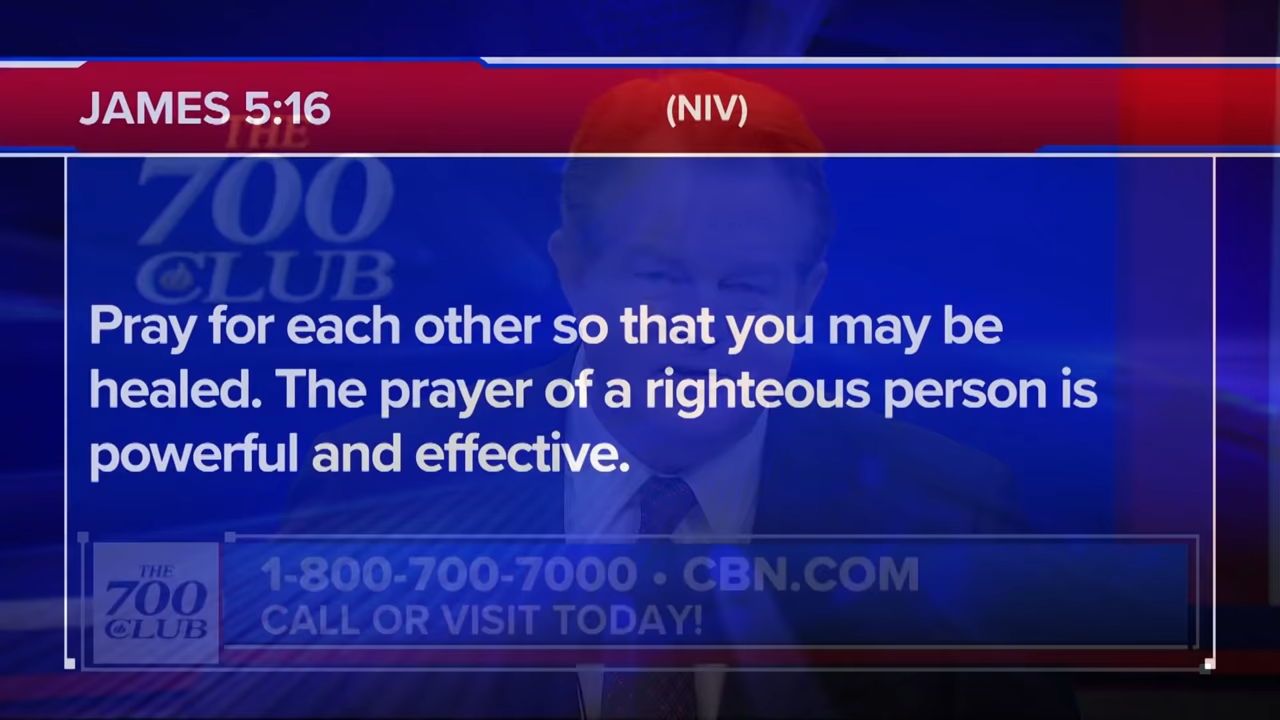 JAMES 5:16 (NIV)
THE
700
CLUB
Pray for each other so that you may be
healed. The prayer of a righteous person is
powerful and effective.
THE
700
CLUB
1-800-700-7000 • CBN.COM
CALL OR VISIT TODAY!